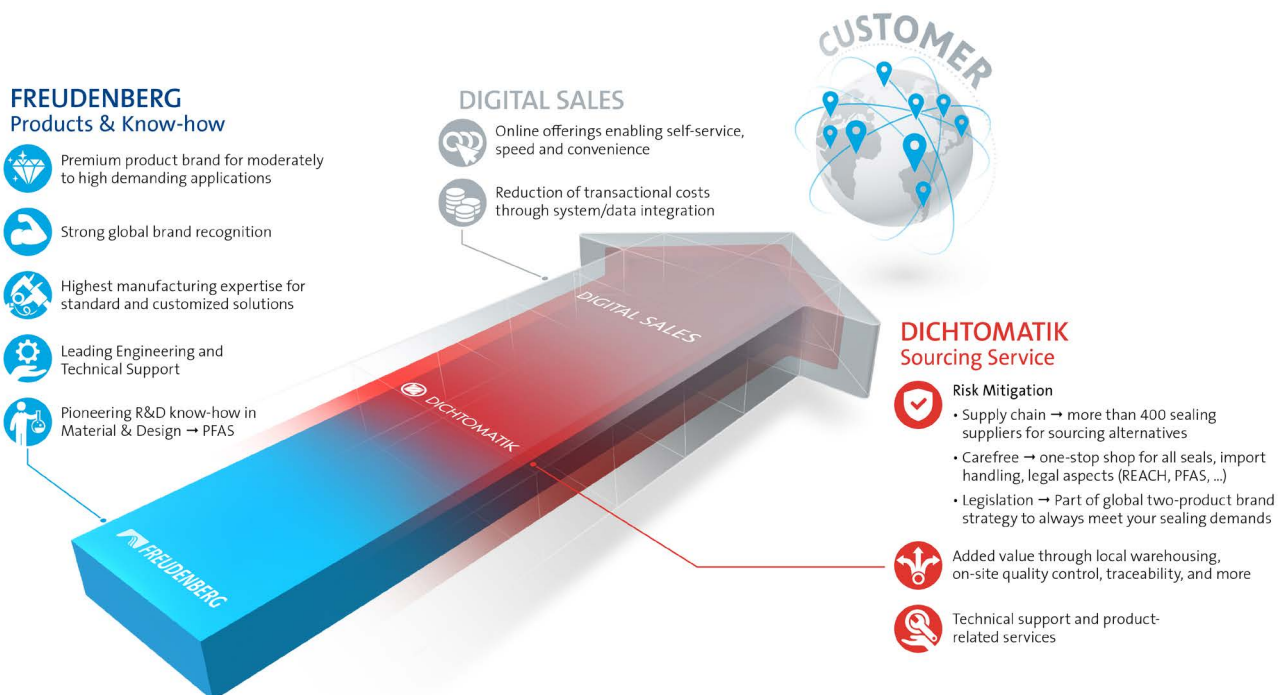 FREUDENBERG
Products & Know-how
Premium product brand for moderately
to high demanding applications
Strong global brand recognition
Highest manufacturing expertise for
standard and customized solutions
Leading Engineering and
Technical Support
Pioneering R&D know-how in
Material & Design → PFAS
DIGITAL SALES
Online offerings enabling self-service,
speed and convenience
Reduction of transactional costs
through system/data integration
CUSTOMER
DIGITAL SALES
DICHTOMATIK
FREUDENBERG
DICHTOMATIK
Sourcing Service
Risk Mitigation
• Supply chain → more than 400 sealing
suppliers for sourcing alternatives
• Carefree → one-stop shop for all seals, import
handling, legal aspects (REACH, PFAS, ...)
• Legislation → Part of global two-product brand
strategy to always meet your sealing demands
Added value through local warehousing,
on-site quality control, traceability, and more
Technical support and product-
related services